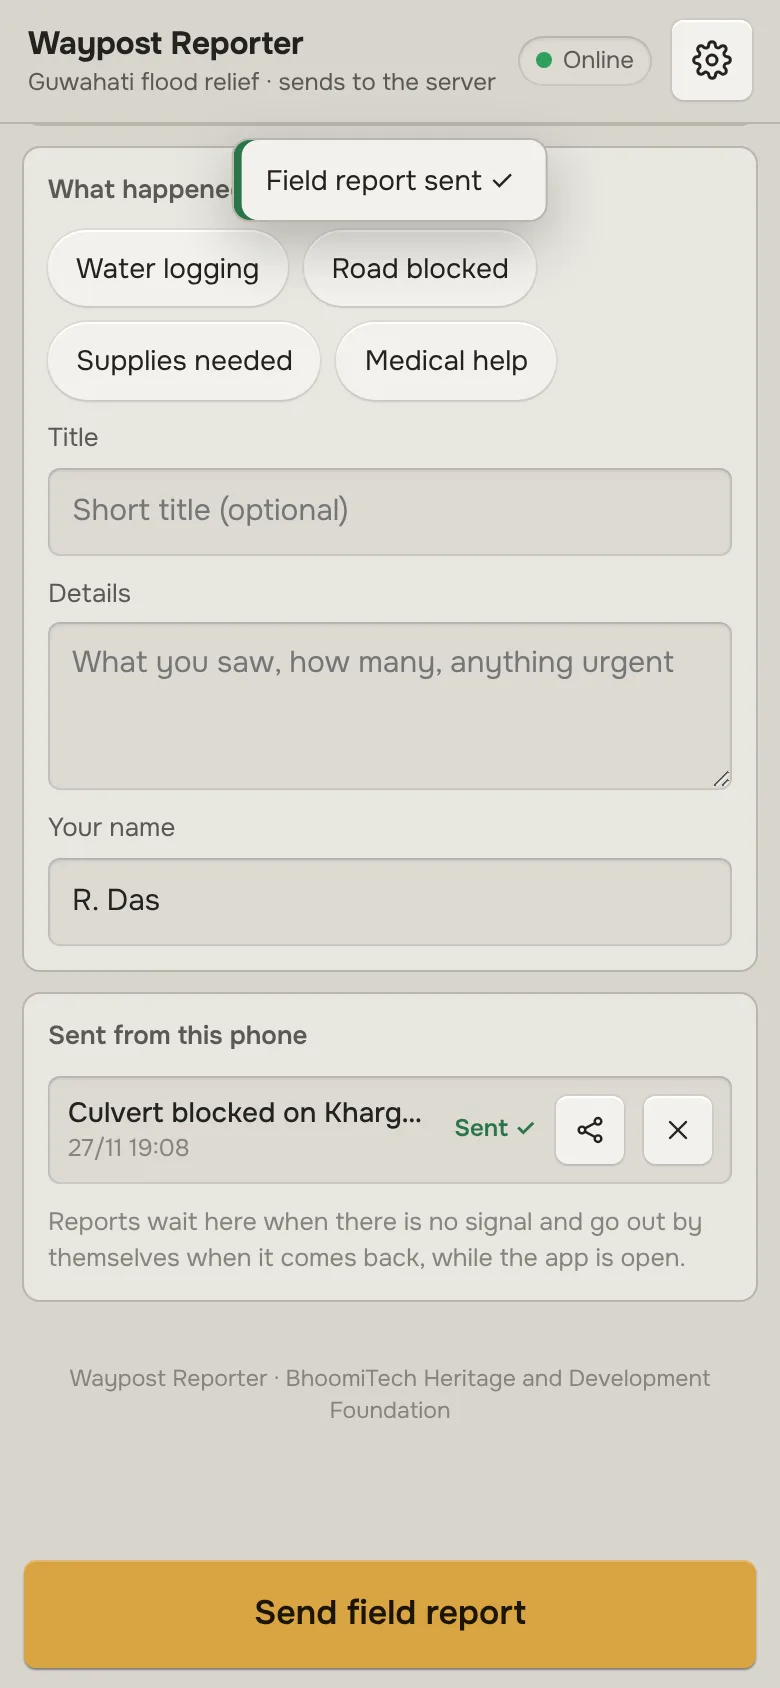 Waypost Reporter
Guwahati flood relief · sends to the server
Online
Field report sent ✓
What happene
Water logging
Road blocked
Supplies needed
Medical help
Title
Short title (optional)
Details
What you saw, how many, anything urgent
Your name
R. Das
Sent from this phone
Culvert blocked on Kharg...
27/11 19:08
Sent ✓
Reports wait here when there is no signal and go out by
themselves when it comes back, while the app is open.
Waypost Reporter · BhoomiTech Heritage and Development
Foundation
Send field report